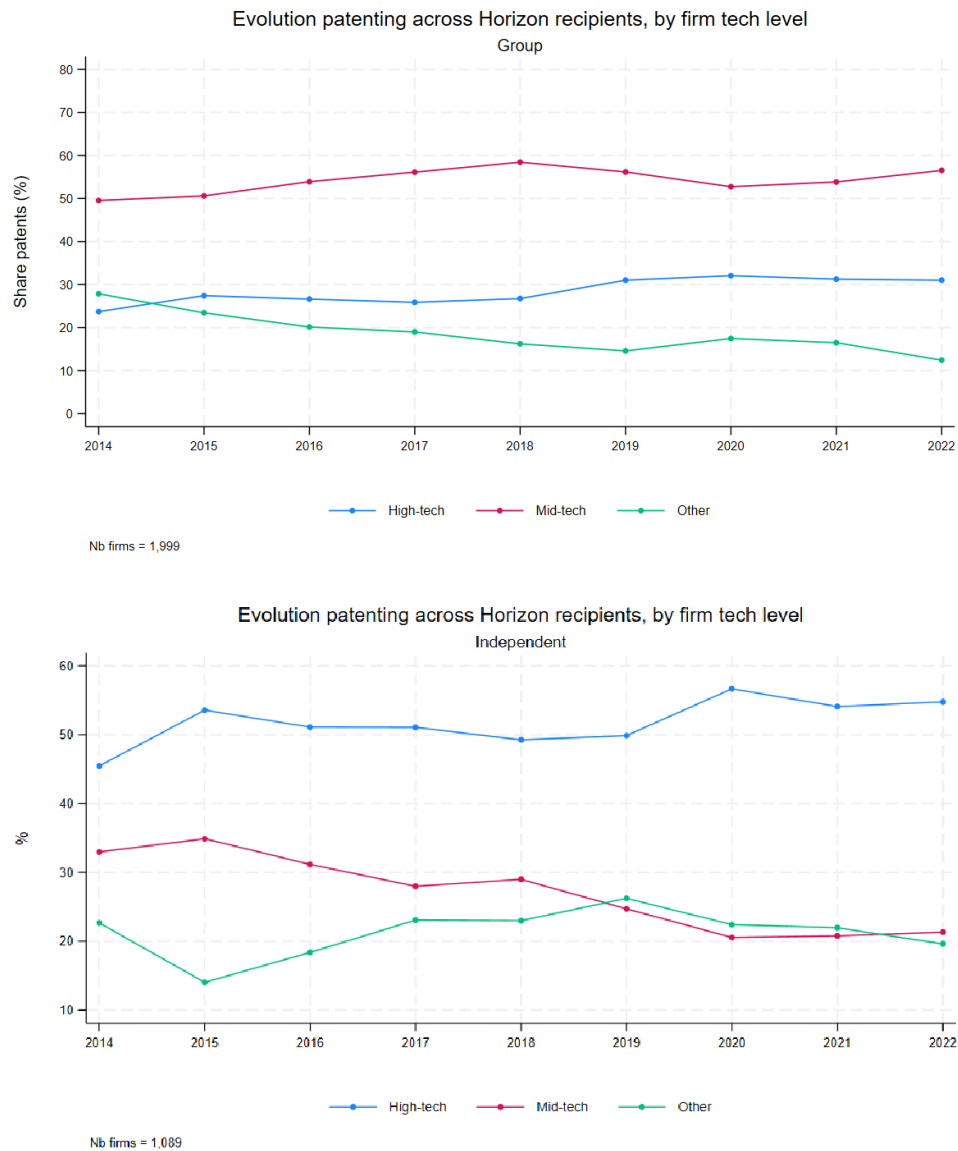 Evolution patenting across Horizon recipients, by firm tech level
Group
Share patents (%)
80
70
60
50
40
30
20
10
0
2014 2015 2016 2017 2018 2019 2020 2021 2022
High-tech Mid-tech Other
Nb firms = 1,999
Evolution patenting across Horizon recipients, by firm tech level
Independent
%
60
50
40
30
20
10
2014 2015 2016 2017 2018 2019 2020 2021 2022
High-tech Mid-tech Other
Nb firms = 1,089